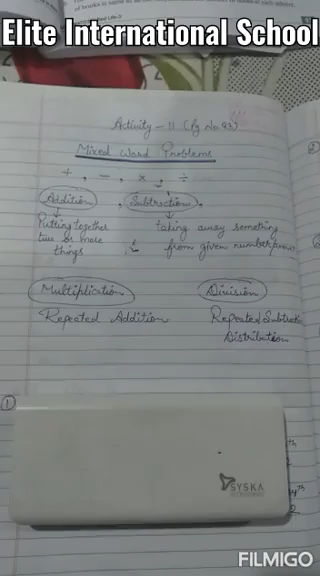 Elite International School
Activity - 11 (Pg No. 93)
Mixed Word Problems
+ , - , × , ÷
Addition , Subtraction ,
Putting together
two or more
things
taking away something
from given number
Multiplication
Division
Repeated Addition
Repeated Subtraction
Distribution
1
SYSKA
FILMIGO